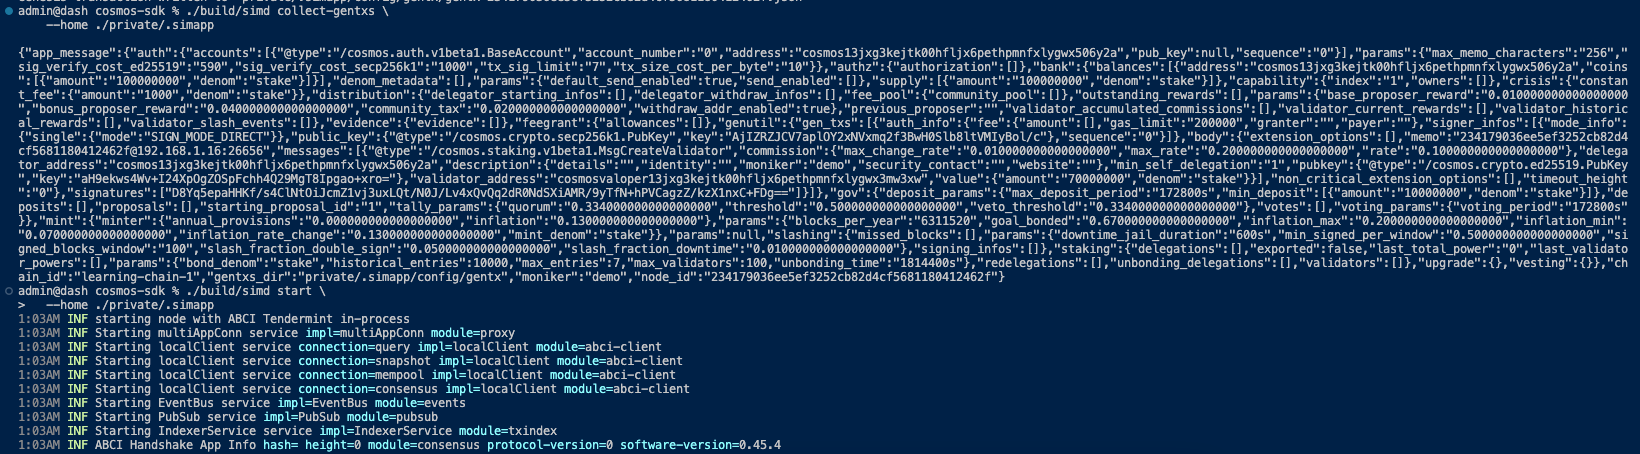 admin@dash cosmos-sdk % ./build/simd collect-gentxs \
--home ./private/.simapp
{"app_message":{"auth":{"accounts":[{"@type":"/cosmos.auth.v1beta1.BaseAccount","account_number":"0","address":"cosmos13jxg3kejtk00hfljx6pethpmnfxlygwx506y2a","pub_key":null,"sequence":"0"}],"params":{"max_memo_characters":"256","
sig_verify_cost_ed25519":"590","sig_verify_cost_secp256k1":"1000","tx_sig_limit":"7","tx_size_cost_per_byte":"10"}},"authz":{"authorization":[]},"bank":{"balances":[{"address":"cosmos13jxg3kejtk00hfljx6pethpmnfxlygwx506y2a","coins
":[{"amount":"100000000","denom":"stake"}]}],"denom_metadata":[],"params":{"default_send_enabled":true,"send_enabled":[]},"supply":[{"amount":"100000000","denom":"stake"}]},"capability":{"index":"1","owners":[]},"crisis":{"constan
t_fee":{"amount":"1000","denom":"stake"}},"distribution":{"delegator_starting_infos":[],"delegator_withdraw_infos":[],"fee_pool":{"community_pool":[]},"outstanding_rewards":[],"params":{"base_proposer_reward":"0.010000000000000000
","bonus_proposer_reward":"0.040000000000000000","community_tax":"0.020000000000000000","withdraw_addr_enabled":true},"previous_proposer":"","validator_accumulated_commissions":[],"validator_current_rewards":[],"validator_historic
al_rewards":[],"validator_slash_events":[]},"evidence":{"evidence":[]},"feegrant":{"allowances":[]},"genutil":{"gen_txs":[{"auth_info":{"fee":{"amount":[],"gas_limit":"200000","granter":"","payer":""},"signer_infos":[{"mode_info":
{"single":{"mode":"SIGN_MODE_DIRECT"}},"public_key":{"@type":"/cosmos.crypto.secp256k1.PubKey","key":"AjIZRZJCV7aplOY2xNVxmq2f3BwH0Slb8ltVMIyBol/c"},"sequence":"0"}]},"body":{"extension_options":[],"memo":"234179036ee5ef3252cb82d4
cf5681180412462f@192.168.1.16:26656","messages":[{"@type":"/cosmos.staking.v1beta1.MsgCreateValidator","commission":{"max_change_rate":"0.010000000000000000","max_rate":"0.200000000000000000","rate":"0.100000000000000000"},"delega
tor_address":"cosmos13jxg3kejtk00hfljx6pethpmnfxlygwx506y2a","description":{"details":"","identity":"","moniker":"demo","security_contact":"","website":""},"min_self_delegation":"1","pubkey":{"@type":"/cosmos.crypto.ed25519.PubKey
","key":"aH9ekws4Wv+I24XpOgZOSpFchh4Q29MgT8Ipgao+xro="},"validator_address":"cosmosvaloper13jxg3kejtk00hfljx6pethpmnfxlygwx3mw3xw","value":{"amount":"70000000","denom":"stake"}}],"non_critical_extension_options":[],"timeout_height
":"0"},"signatures":["D8Yq5epaHHKf/s4ClNtOiJcmZ1vj3uxLQt/N0J/Lv4xQvQq2dR0NdSXiAMR/9yTfN+hPVCagzZ/kzX1nxC+FDg=="]}]},"gov":{"deposit_params":{"max_deposit_period":"172800s","min_deposit":[{"amount":"10000000","denom":"stake"}]},"de
posits":[],"proposals":[],"starting_proposal_id":"1","tally_params":{"quorum":"0.334000000000000000","threshold":"0.500000000000000000","veto_threshold":"0.334000000000000000"},"votes":[],"voting_params":{"voting_period":"172800s"
}},"mint":{"minter":{"annual_provisions":"0.000000000000000000","inflation":"0.130000000000000000"},"params":{"blocks_per_year":"6311520","goal_bonded":"0.670000000000000000","inflation_max":"0.200000000000000000","inflation_min":
"0.070000000000000000","inflation_rate_change":"0.130000000000000000","mint_denom":"stake"}},"params":null,"slashing":{"missed_blocks":[],"params":{"downtime_jail_duration":"600s","min_signed_per_window":"0.500000000000000000","si
gned_blocks_window":"100","slash_fraction_double_sign":"0.050000000000000000","slash_fraction_downtime":"0.010000000000000000"},"signing_infos":[]},"staking":{"delegations":[],"exported":false,"last_total_power":"0","last_validato
r_powers":[],"params":{"bond_denom":"stake","historical_entries":10000,"max_entries":7,"max_validators":100,"unbonding_time":"1814400s"},"redelegations":[],"unbonding_delegations":[],"validators":[]},"upgrade":{},"vesting":{}},"ch
ain_id":"learning-chain-1","gentxs_dir":"private/.simapp/config/gentx","moniker":"demo","node_id":"234179036ee5ef3252cb82d4cf5681180412462f"}
admin@dash cosmos-sdk % ./build/simd start \
> --home ./private/.simapp
1:03AM INF starting node with ABCI Tendermint in-process
1:03AM INF Starting multiAppConn service impl=multiAppConn module=proxy
1:03AM INF Starting localClient service connection=query impl=localClient module=abci-client
1:03AM INF Starting localClient service connection=snapshot impl=localClient module=abci-client
1:03AM INF Starting localClient service connection=mempool impl=localClient module=abci-client
1:03AM INF Starting localClient service connection=consensus impl=localClient module=abci-client
1:03AM INF Starting EventBus service impl=EventBus module=events
1:03AM INF Starting PubSub service impl=PubSub module=pubsub
1:03AM INF Starting IndexerService service impl=IndexerService module=txindex
1:03AM INF ABCI Handshake App Info hash= height=0 module=consensus protocol-version=0 software-version=0.45.4